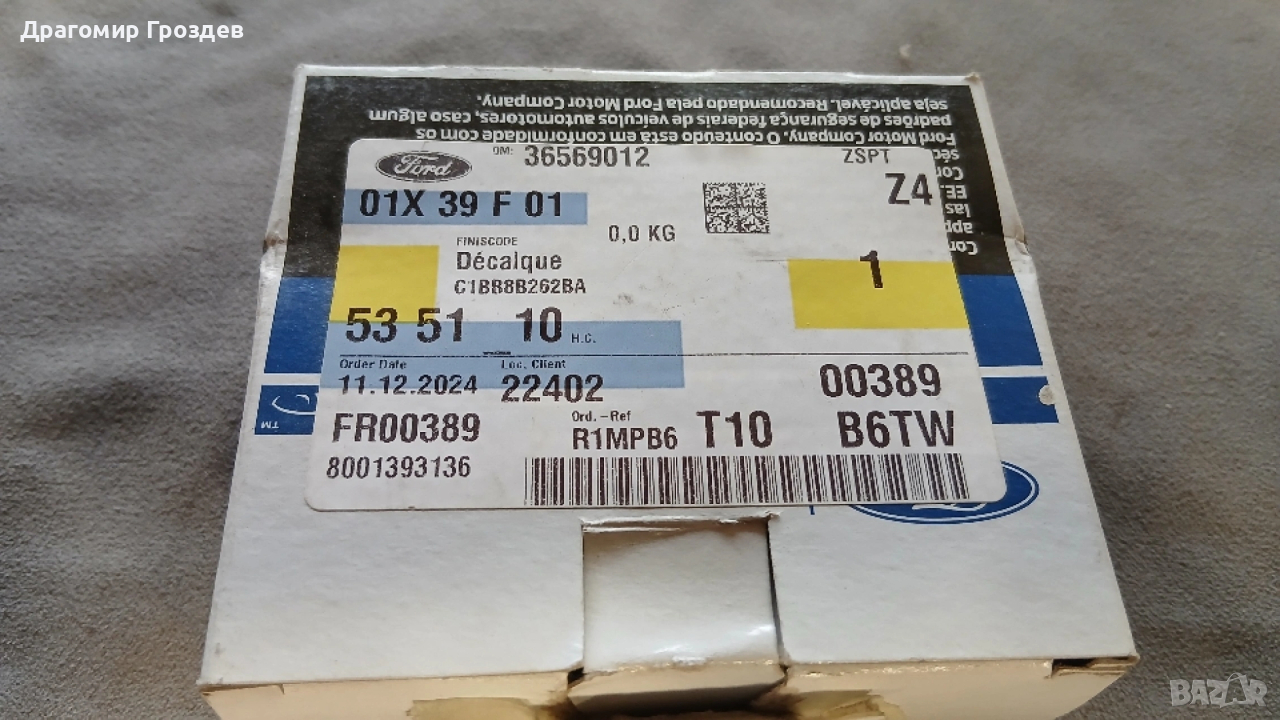 Драгомир Гроздев
seja aplicável. Recomendado pela Ford Motor Company.
padrões de segurança federais de veículos automotores, caso algum
Ford Motor Company. O conteúdo está em conformidade com os
Ford
36569012
ZSPT
Z4
01X 39 F 01
0,0 KG
FINISCODE
Décalque
C1BB8B262BA
1
53 51 10 H.C.
Order Date
Loc. Client
11.12.2024
22402
00389
FR00389
Ord.-Ref
R1MPB6
T10
B6TW
8001393136
TM
BAZAR